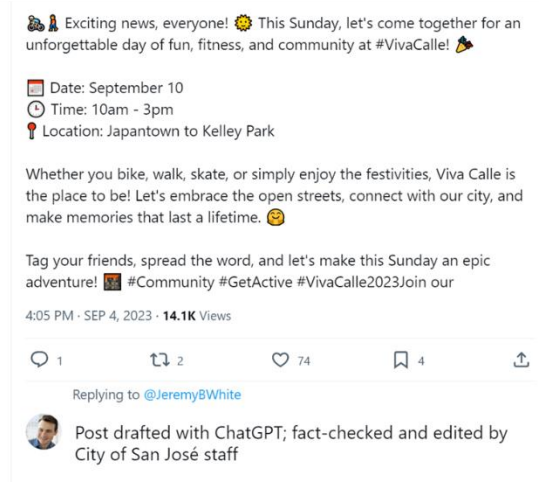 🚴🚶 Exciting news, everyone! 🌞 This Sunday, let's come together for an
unforgettable day of fun, fitness, and community at #VivaCalle! 🎉
📅 Date: September 10
🕒 Time: 10am - 3pm
📍 Location: Japantown to Kelley Park
Whether you bike, walk, skate, or simply enjoy the festivities, Viva Calle is
the place to be! Let's embrace the open streets, connect with our city, and
make memories that last a lifetime. 🤗
Tag your friends, spread the word, and let's make this Sunday an epic
adventure! 🌆 #Community #GetActive #VivaCalle2023Join our
4:05 PM · SEP 4, 2023 · 14.1K Views
1 2 74 4
Replying to @JeremyBWhite
Post drafted with ChatGPT; fact-checked and edited by
City of San José staff